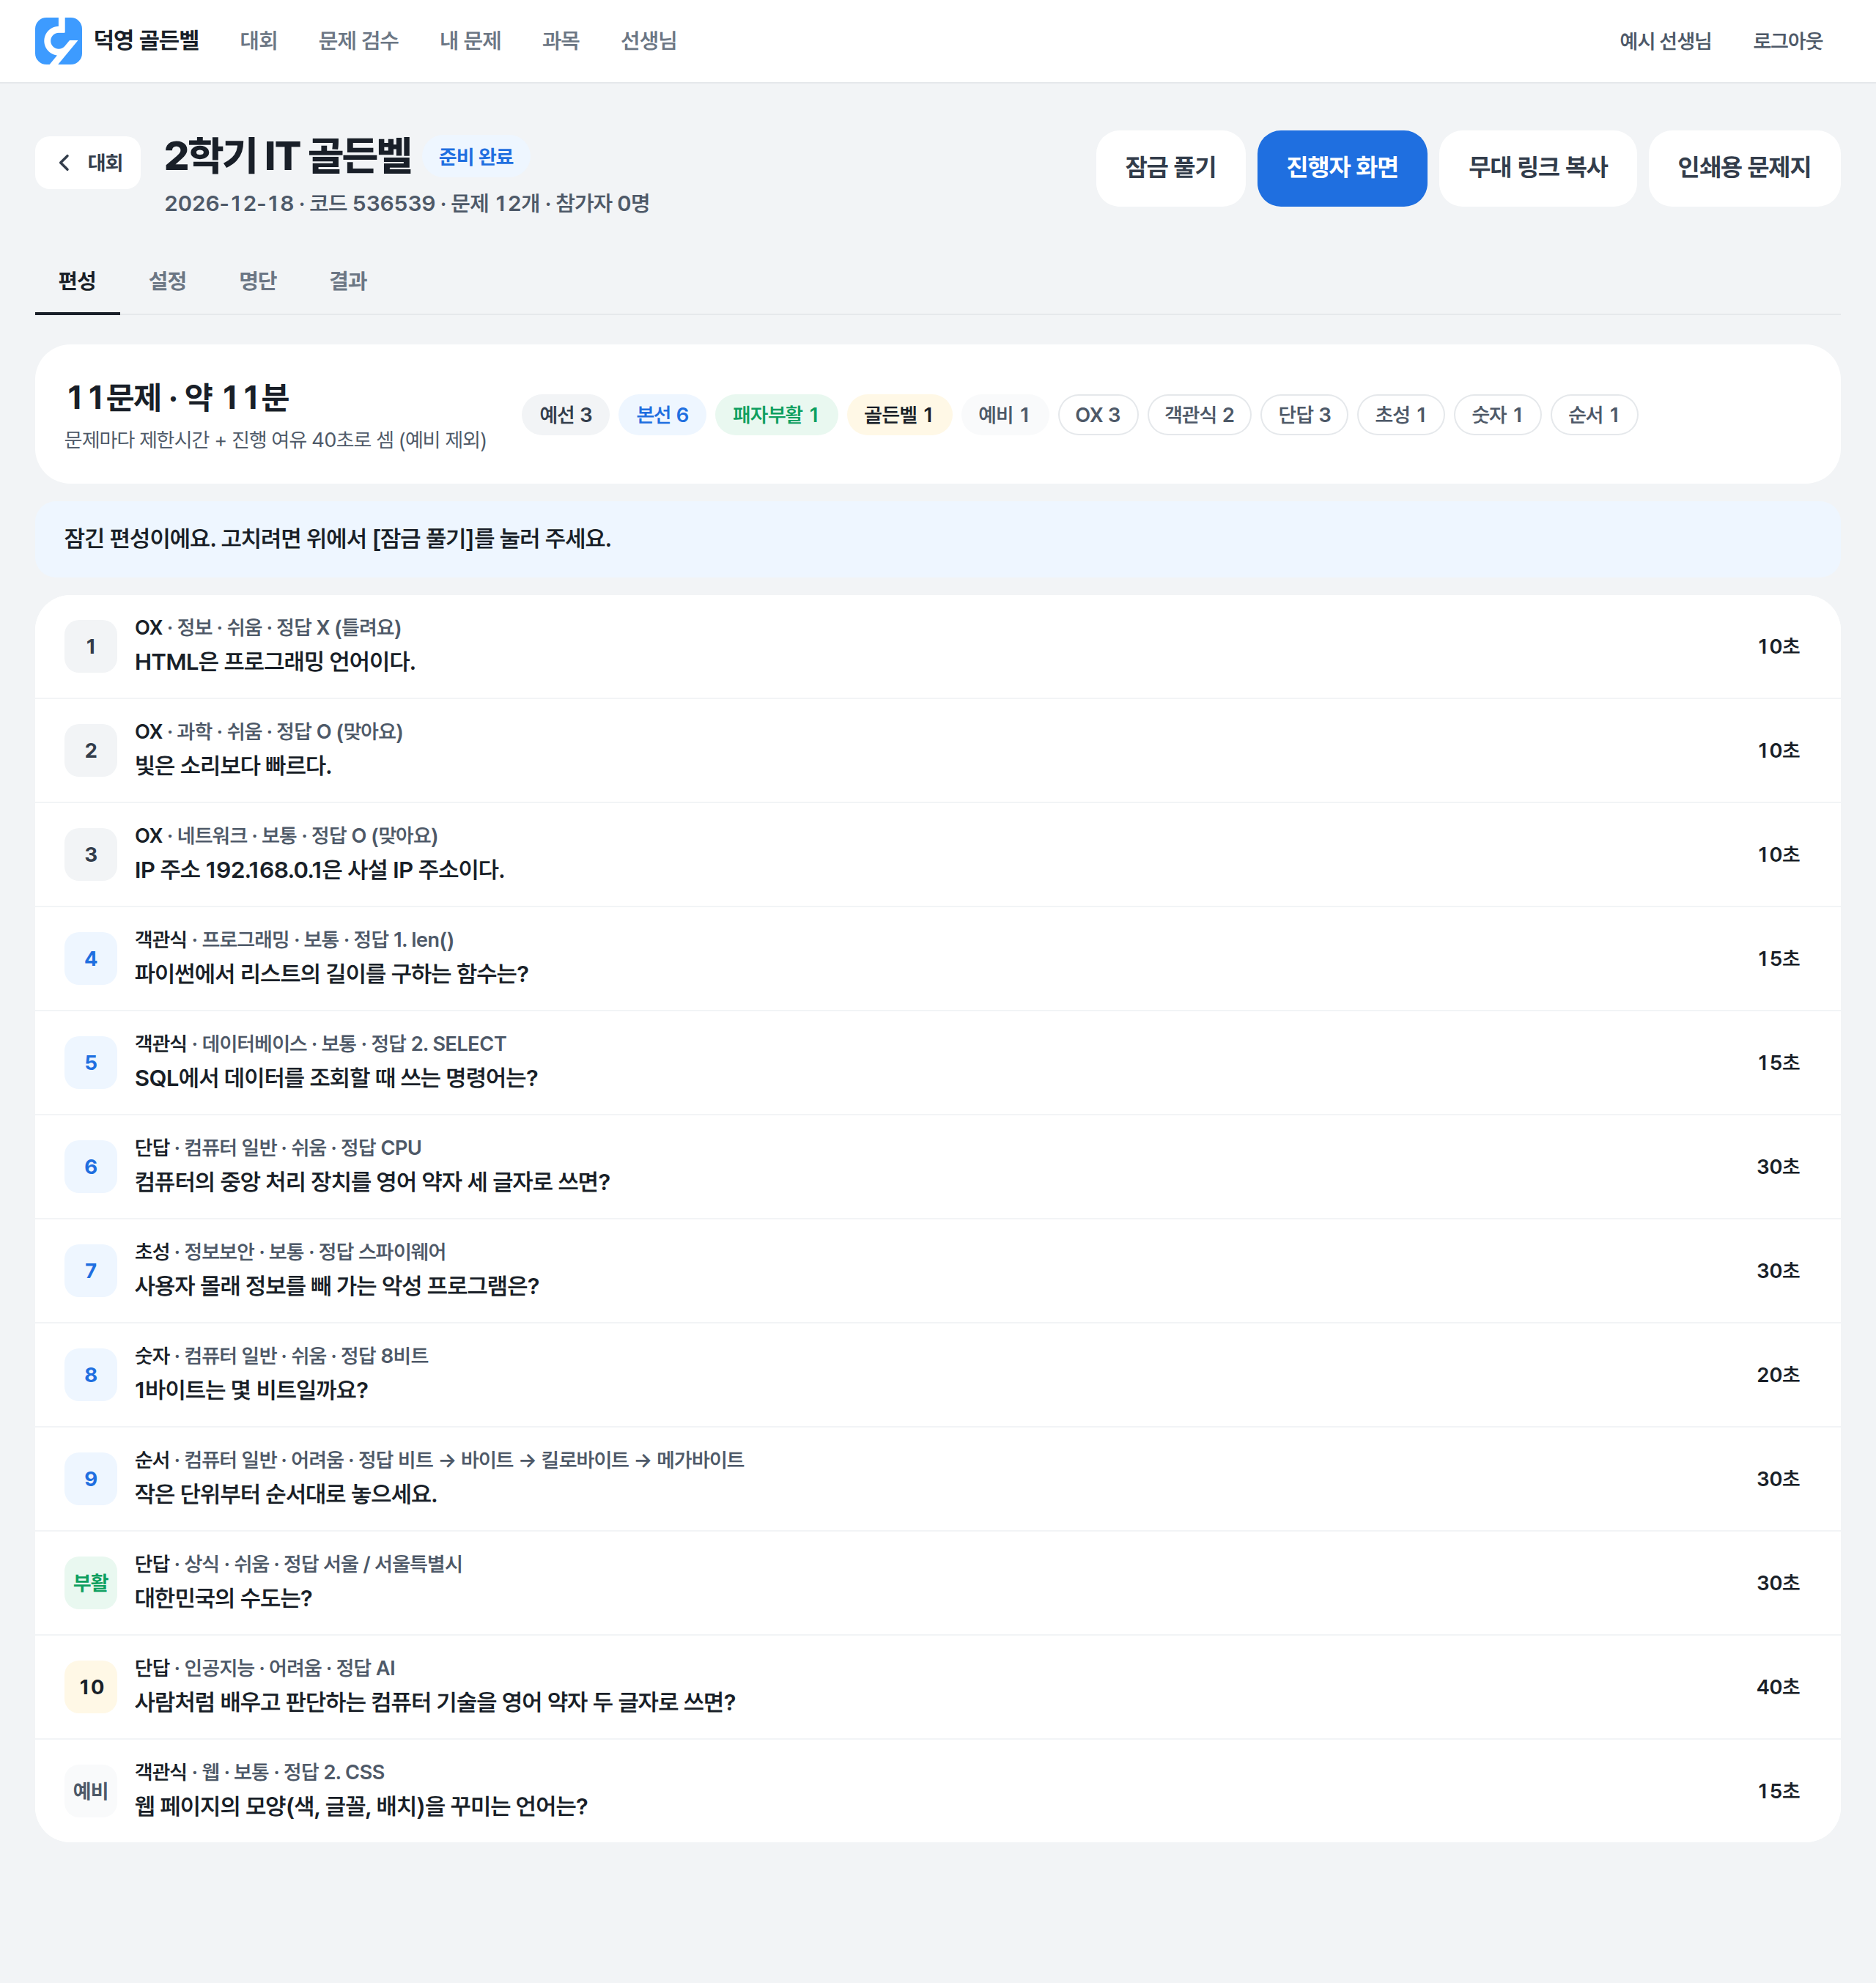 덕영 골든벨 대회 문제 검수 내 문제 과목 선생님 예시 선생님 로그아웃
대회
2학기 IT 골든벨 준비 완료
2026-12-18 · 코드 536539 · 문제 12개 · 참가자 0명
잠금 풀기 진행자 화면 무대 링크 복사 인쇄용 문제지
편성 설정 명단 결과
11문제 · 약 11분
문제마다 제한시간 + 진행 여유 40초로 셈 (예비 제외)
예선 3 본선 6 패자부활 1 골든벨 1 예비 1 OX 3 객관식 2 단답 3 초성 1 숫자 1 순서 1
잠긴 편성이에요. 고치려면 위에서 [잠금 풀기]를 눌러 주세요.
1
OX · 정보 · 쉬움 · 정답 X (틀려요)
HTML은 프로그래밍 언어이다.
10초
2
OX · 과학 · 쉬움 · 정답 O (맞아요)
빛은 소리보다 빠르다.
10초
3
OX · 네트워크 · 보통 · 정답 O (맞아요)
IP 주소 192.168.0.1은 사설 IP 주소이다.
10초
4
객관식 · 프로그래밍 · 보통 · 정답 1. len()
파이썬에서 리스트의 길이를 구하는 함수는?
15초
5
객관식 · 데이터베이스 · 보통 · 정답 2. SELECT
SQL에서 데이터를 조회할 때 쓰는 명령어는?
15초
6
단답 · 컴퓨터 일반 · 쉬움 · 정답 CPU
컴퓨터의 중앙 처리 장치를 영어 약자 세 글자로 쓰면?
30초
7
초성 · 정보보안 · 보통 · 정답 스파이웨어
사용자 몰래 정보를 빼 가는 악성 프로그램은?
30초
8
숫자 · 컴퓨터 일반 · 쉬움 · 정답 8비트
1바이트는 몇 비트일까요?
20초
9
순서 · 컴퓨터 일반 · 어려움 · 정답 비트 → 바이트 → 킬로바이트 → 메가바이트
작은 단위부터 순서대로 놓으세요.
30초
부활
단답 · 상식 · 쉬움 · 정답 서울 / 서울특별시
대한민국의 수도는?
30초
10
단답 · 인공지능 · 어려움 · 정답 AI
사람처럼 배우고 판단하는 컴퓨터 기술을 영어 약자 두 글자로 쓰면?
40초
예비
객관식 · 웹 · 보통 · 정답 2. CSS
웹 페이지의 모양(색, 글꼴, 배치)을 꾸미는 언어는?
15초